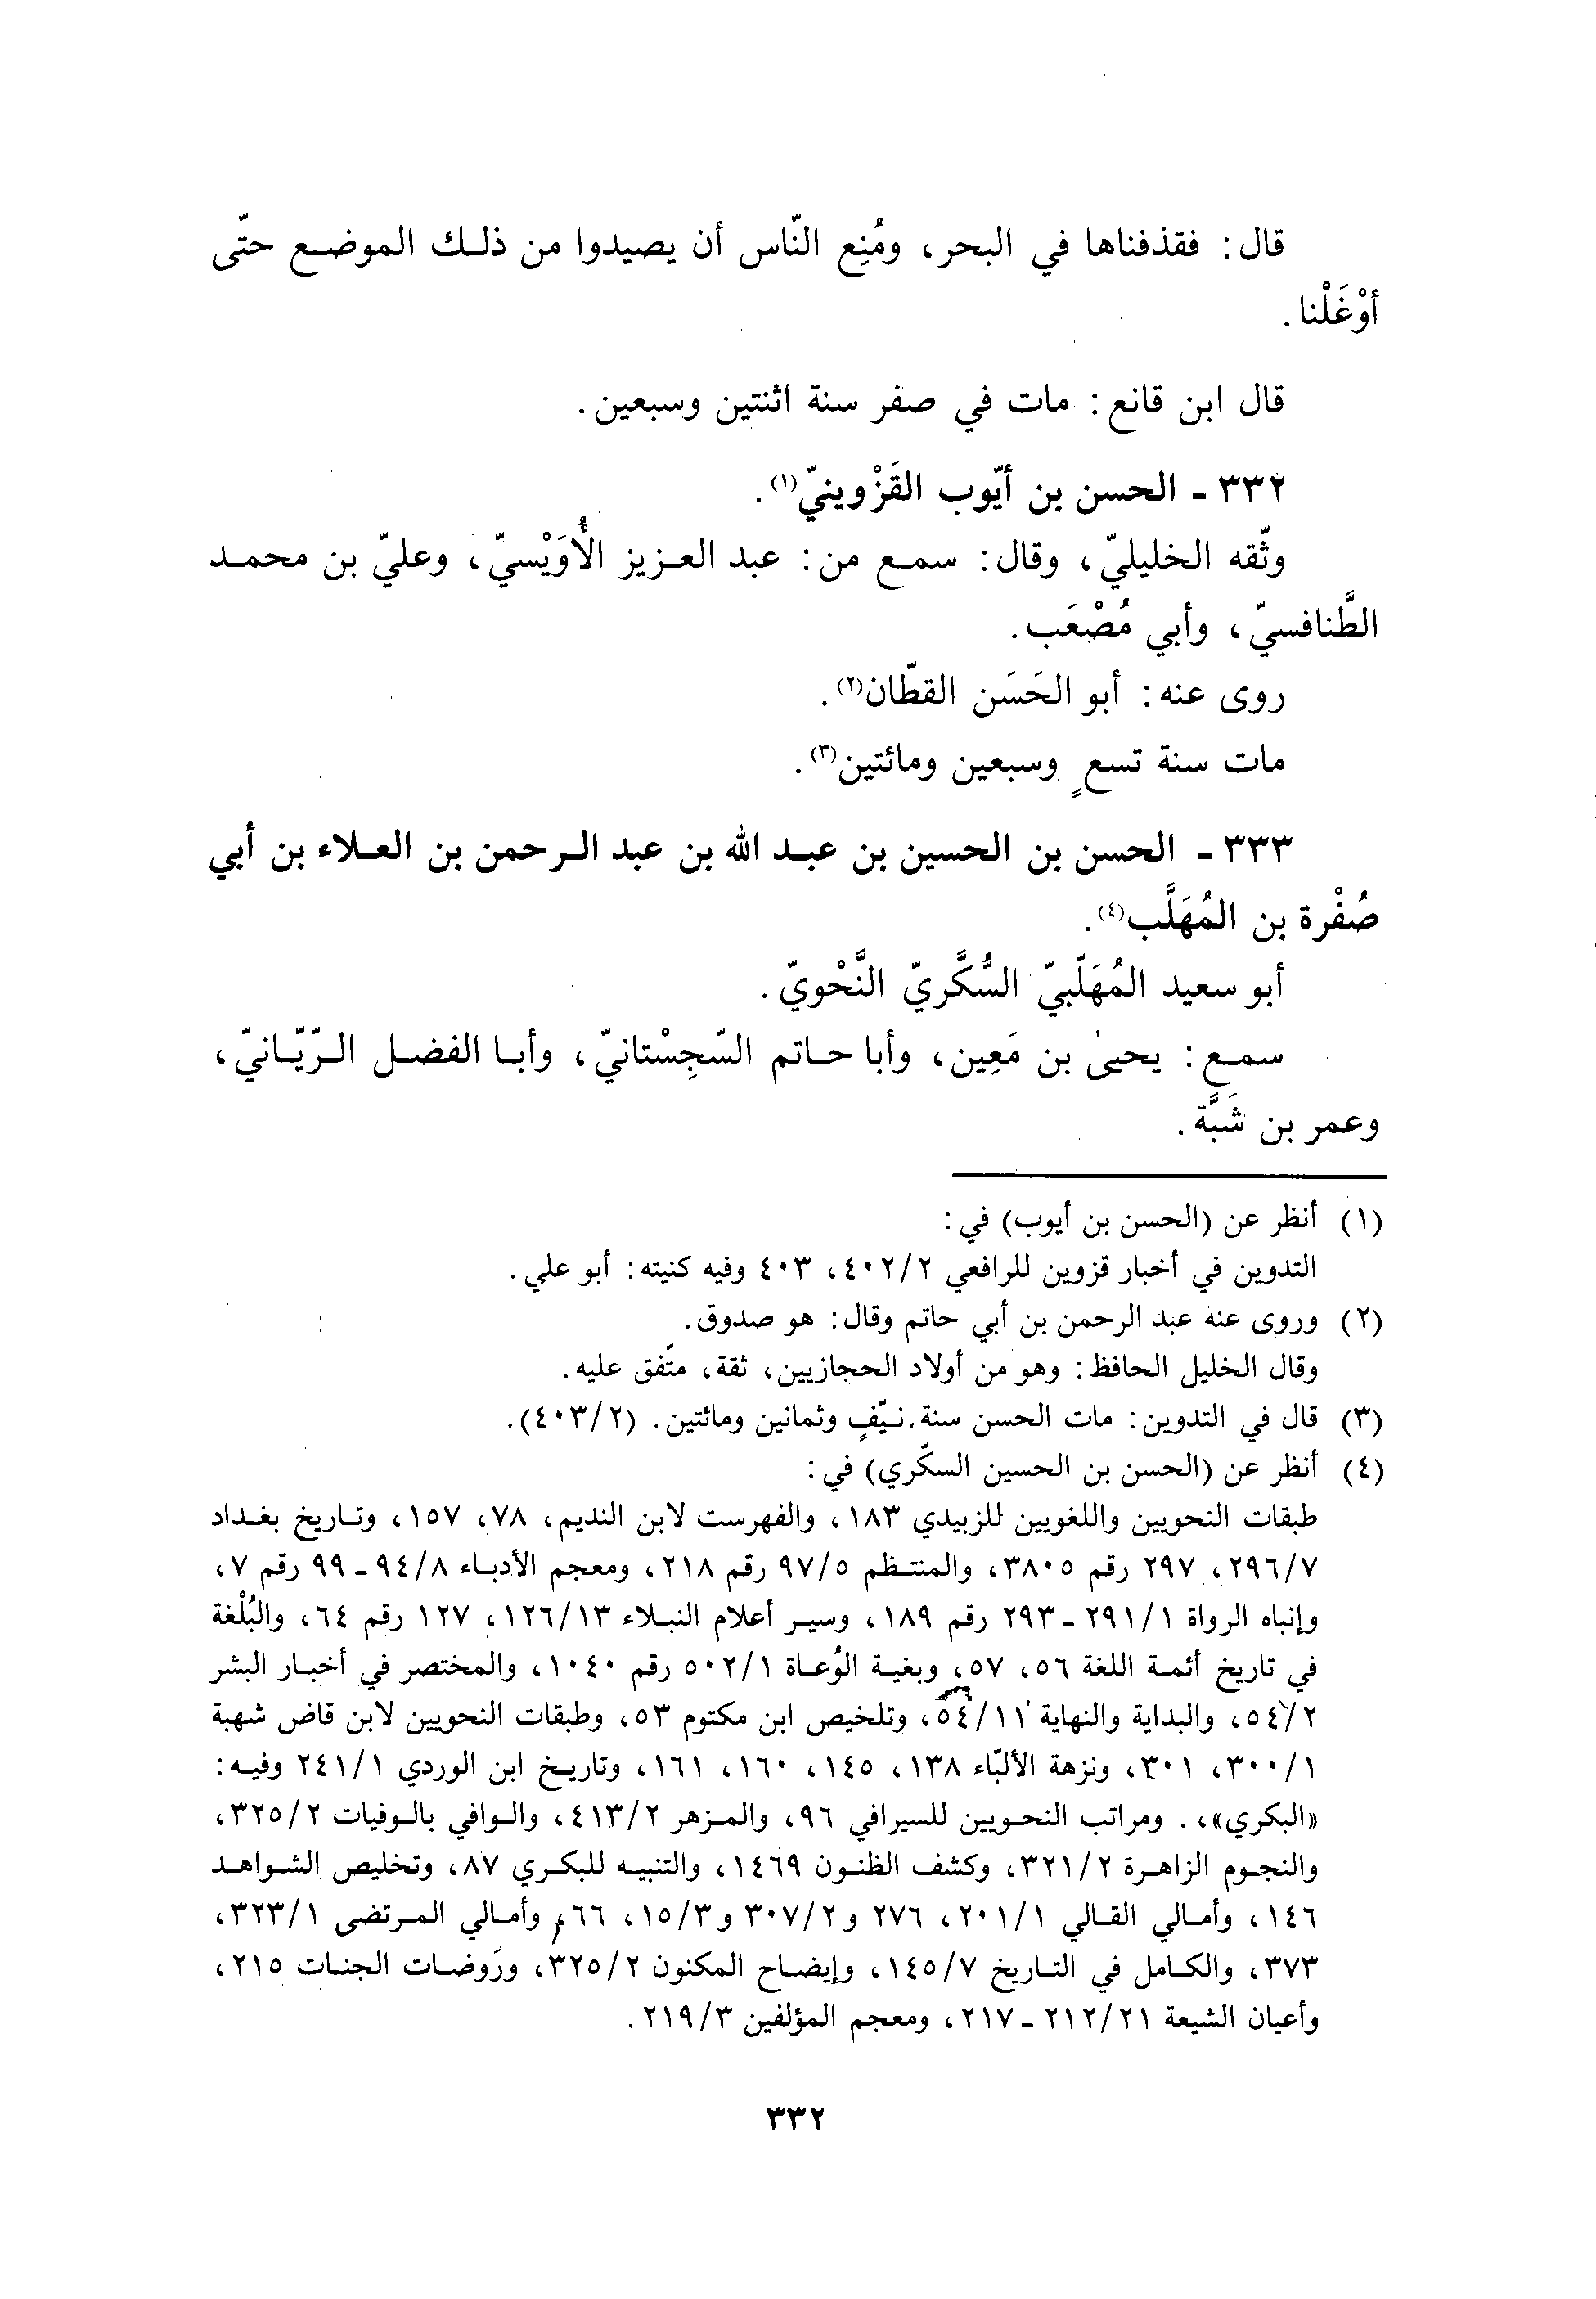 قال: فقذفناها في البحر، ومُنِع النّاس أن يصيدوا من ذلك الموضع حتّى
أوْغَلْنا.
قال ابن قانع: مات في صفر سنة اثنتين وسبعين.
٣٣٢ - الحسن بن أيّوب القَزْوينيّ(١).
وثّقه الخليليّ، وقال: سمع من: عبد العزيز الأُوَيْسيّ، وعليّ بن محمد
الطَّنافسيّ، وأبي مُصْعَب.
روى عنه: أبو الحَسَن القطّان(٢).
مات سنة تسعٍ وسبعين ومائتين(٣).
٣٣٣ - الحسن بن الحسين بن عبد الله بن عبد الرحمن بن العلاء بن أبي
صُفْرة بن المُهَلَّب(٤).
أبو سعيد المُهَلّبيّ السُّكَّريّ النَّحْويّ.
سمع: يحيىٰ بن مَعِين، وأبا حاتم السّجِسْتانيّ، وأبا الفضل الرّيّانيّ،
وعمر بن شَبَّة.
(١) أنظر عن (الحسن بن أيوب) في:
التدوين في أخبار قزوين للرافعي ٤٠٢/٢، ٤٠٣ وفيه كنيته: أبو علي.
(٢) وروى عنه عبد الرحمن بن أبي حاتم وقال: هو صدوق.
وقال الخليل الحافظ: وهو من أولاد الحجازيين، ثقة، متّفق عليه.
(٣) قال في التدوين: مات الحسن سنة نيّفٍ وثمانين ومائتين. (٤٠٣/٢).
(٤) أنظر عن (الحسن بن الحسين السكّري) في:
طبقات النحويين واللغويين للزبيدي ١٨٣، والفهرست لابن النديم، ٧٨، ١٥٧، وتاريخ بغداد
٢٩٦/٧، ٢٩٧ رقم ٣٨٠٥، والمنتظم ٩٧/٥ رقم ٢١٨، ومعجم الأدباء ٩٤/٨ - ٩٩ رقم ٧،
وإنباه الرواة ٢٩١/١ - ٢٩٣ رقم ١٨٩، وسير أعلام النبلاء ١٢٦/١٣، ١٢٧ رقم ٦٤، والبُلْغة
في تاريخ أئمة اللغة ٥٦، ٥٧، وبغية الوُعاة ٥٠٢/١ رقم ١٠٤٠، والمختصر في أخبار البشر
٥٤/٢، والبداية والنهاية ٥٤/١١، وتلخيص ابن مكتوم ٥٣، وطبقات النحويين لابن قاض شهبة
٣٠٠/١، ٣٠١، ونزهة الألبّاء ١٣٨، ١٤٥، ١٦٠، ١٦١، وتاريخ ابن الوردي ٢٤١/١ وفيه:
«البكري»،. ومراتب النحويين للسيرافي ٩٦، والمزهر ٤١٣/٢، والوافي بالوفيات ٣٢٥/٢،
والنجوم الزاهرة ٣٢١/٢، وكشف الظنون ١٤٦٩، والتنبيه للبكري ٨٧، وتخليص الشواهد
١٤٦، وأمالي القالي ٢٠١/١، ٢٧٦ و٣٠٧/٢ و١٥/٣، ٦٦، وأمالي المرتضى ٣٢٣/١،
٣٧٣، والكامل في التاريخ ١٤٥/٧، وإيضاح المكنون ٣٢٥/٢، ورَوضات الجنات ٢١٥،
وأعيان الشيعة ٢١٢/٢١ - ٢١٧، ومعجم المؤلفين ٢١٩/٣.
٣٣٢